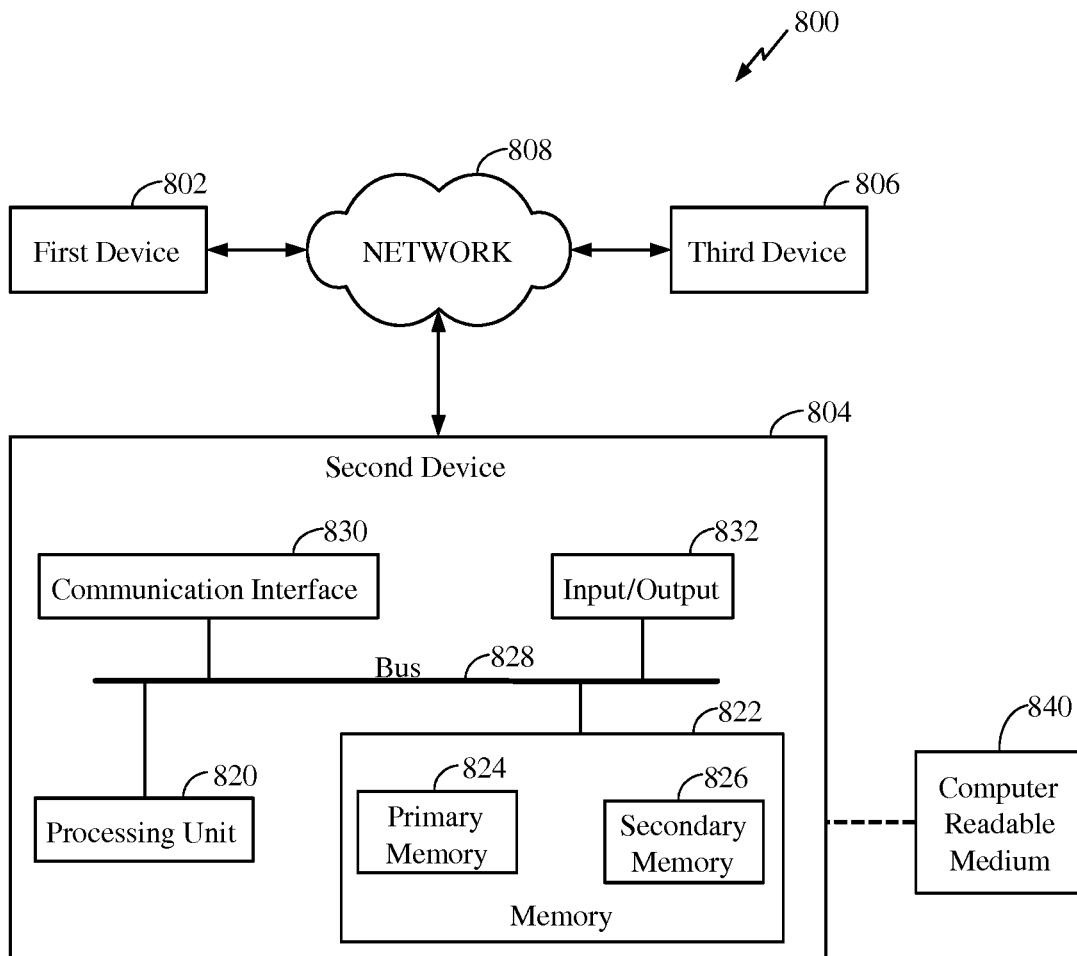 800
808
802
806
First Device
NETWORK
Third Device
804
Second Device
830
832
Communication Interface
Input/Output
Bus
828
822
840
820
824
826
Processing Unit
Primary
Memory
Secondary
Memory
Computer
Readable
Medium
Memory